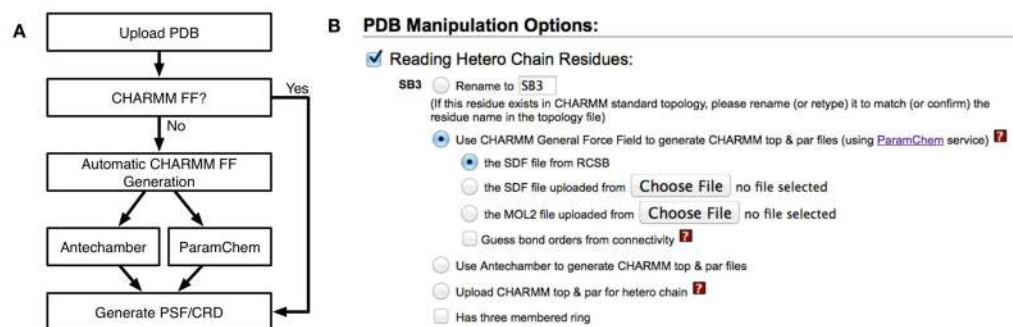 A
Upload PDB
CHARMM FF?
Yes
No
Automatic CHARMM FF
Generation
Antechamber
ParamChem
Generate PSF/CRD
B
PDB Manipulation Options:
Reading Hetero Chain Residues:
SB3 Rename to SB3
(If this residue exists in CHARMM standard topology, please rename (or retype) it to match (or confirm) the
residue name in the topology file)
Use CHARMM General Force Field to generate CHARMM top & par files (using ParamChem service) ?
the SDF file from RCSB
the SDF file uploaded from Choose File no file selected
the MOL2 file uploaded from Choose File no file selected
Guess bond orders from connectivity ?
Use Antechamber to generate CHARMM top & par files
Upload CHARMM top & par for hetero chain ?
Has three membered ring